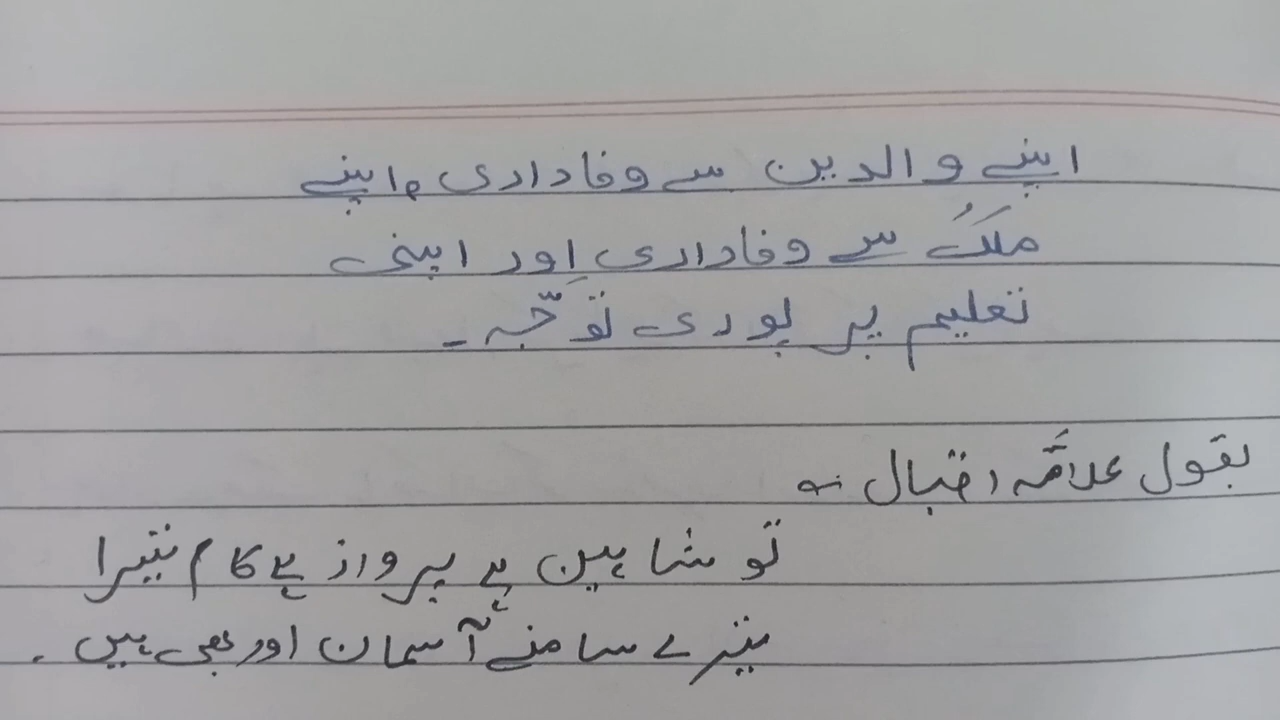 اپنے والدین سے وفاداری، اپنے
ملک سے وفاداری اور اپنی
تعلیم پر پوری توجّہ ۔
بقول علامہ اقبال
تو شاہین ہے پرواز ہے کام تیرا
تیرے سامنے آسمان اور بھی ہیں ۔